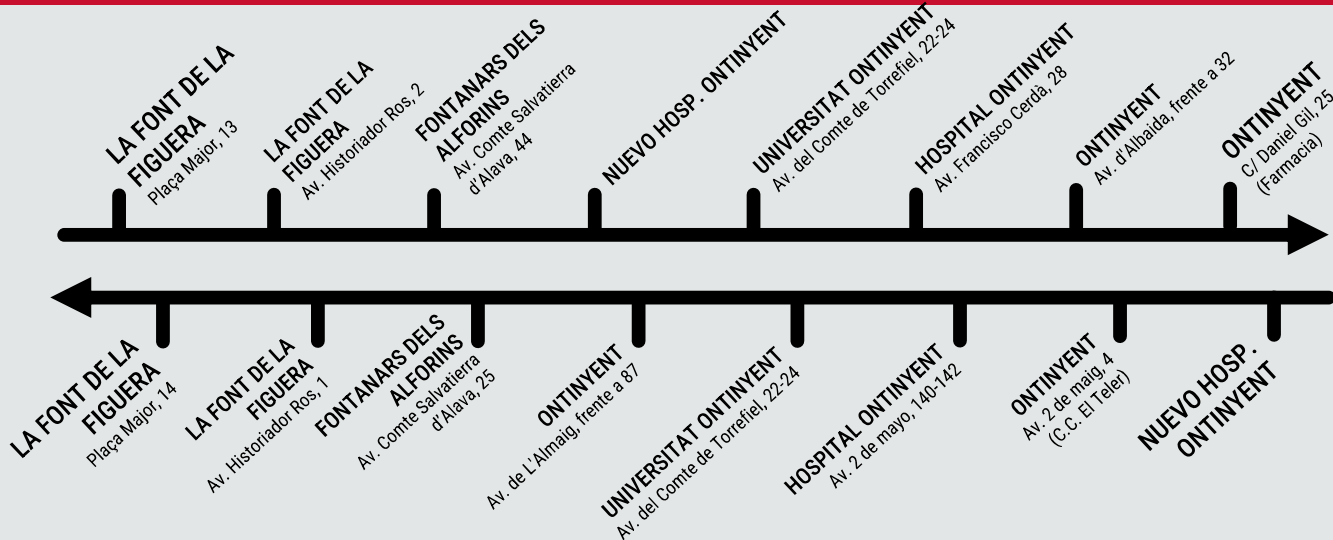 LA FONT DE LA
FIGUERA
Plaça Major, 13
LA FONT DE LA
FIGUERA
Av. Historiador Ros, 2
FONTANARS DELS
ALFORINS
Av. Comte Salvatierra
d'Alava, 44
NUEVO HOSP. ONTINYENT
UNIVERSITAT ONTINYENT
Av. del Comte de Torrefiel, 22-24
HOSPITAL ONTINYENT
Av. Francisco Cerdà, 28
ONTINYENT
Av. d'Albaida, frente a 32
ONTINYENT
C/ Daniel Gil, 25
(Farmacia)
LA FONT DE LA
FIGUERA
Plaça Major, 14
LA FONT DE LA
FIGUERA
Av. Historiador Ros, 1
FONTANARS DELS
ALFORINS
Av. Comte Salvatierra
d'Alava, 25
ONTINYENT
Av. de L'Almaig, frente a 87
UNIVERSITAT ONTINYENT
Av. del Comte de Torrefiel, 22-24
HOSPITAL ONTINYENT
Av. 2 de mayo, 140-142
ONTINYENT
Av. 2 de maig, 4
(C.C. El Teler)
NUEVO HOSP.
ONTINYENT